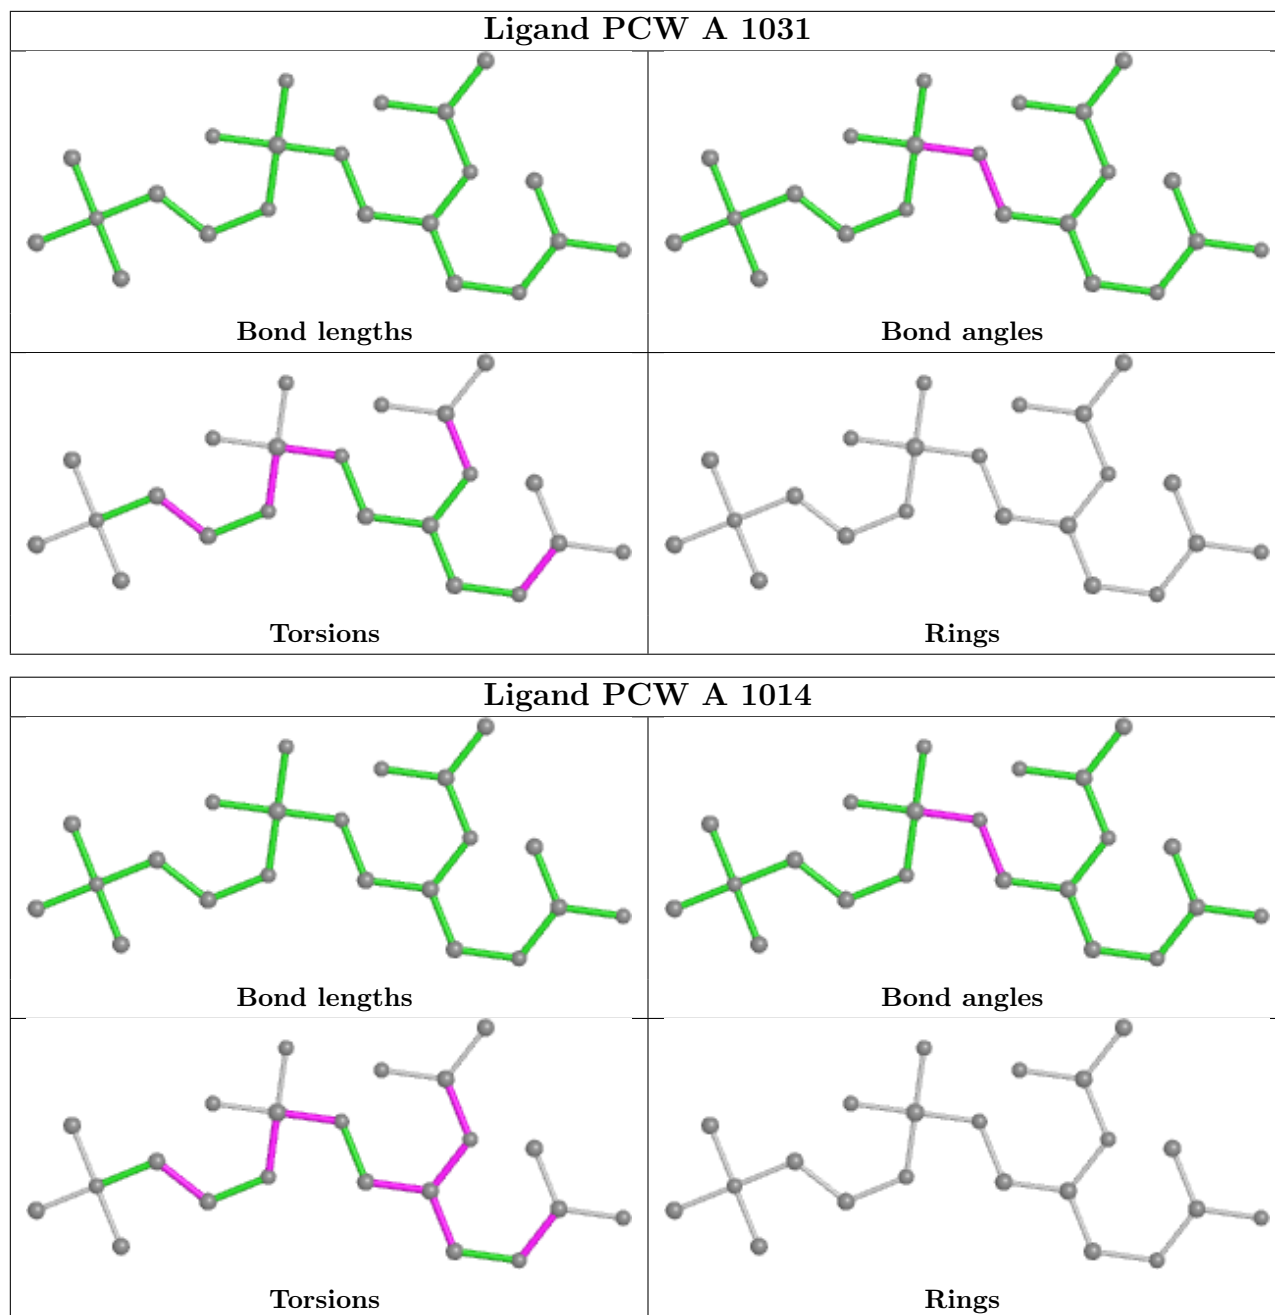 Ligand PCW A 1031
Bond lengths
Bond angles
Torsions
Rings
Ligand PCW A 1014
Bond lengths
Bond angles
Torsions
Rings